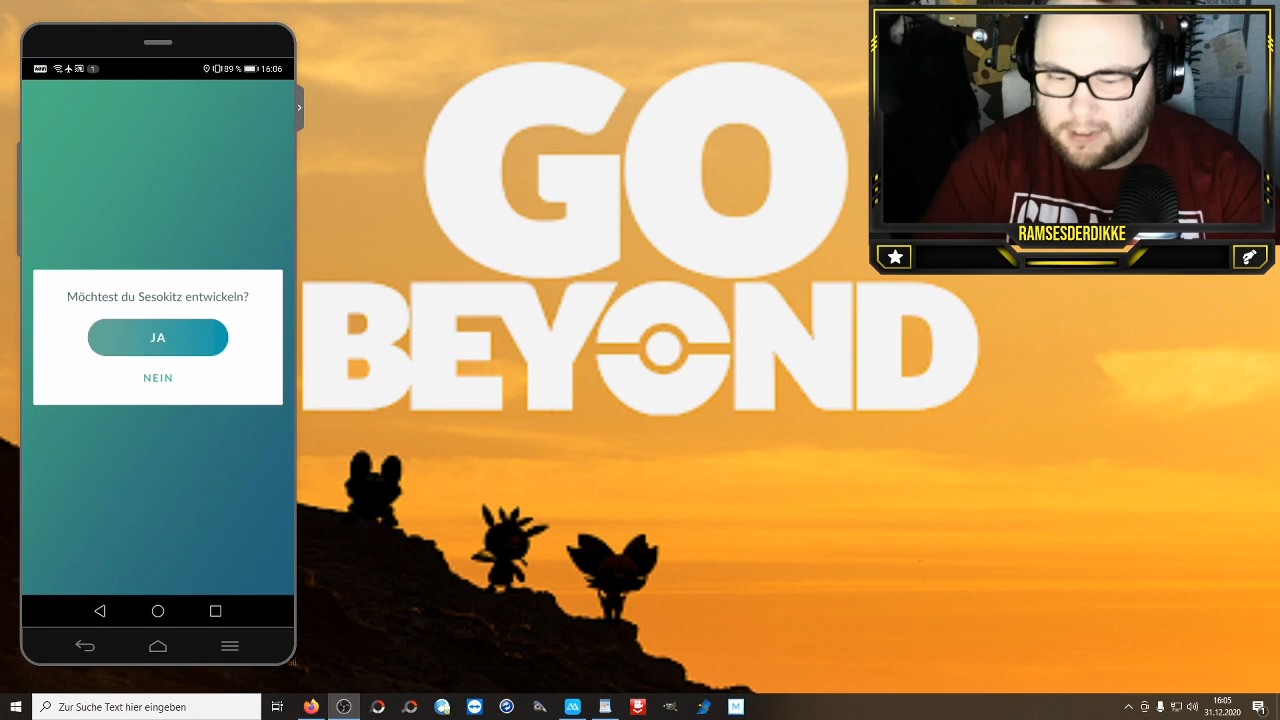 1
89 %
16:06
Möchtest du Sesokitz entwickeln?
JA
NEIN
GO
BEYOND
RAMSESDERDIKKE
Zur Suche Text hier eingeben
M
16:05
31.12.2020